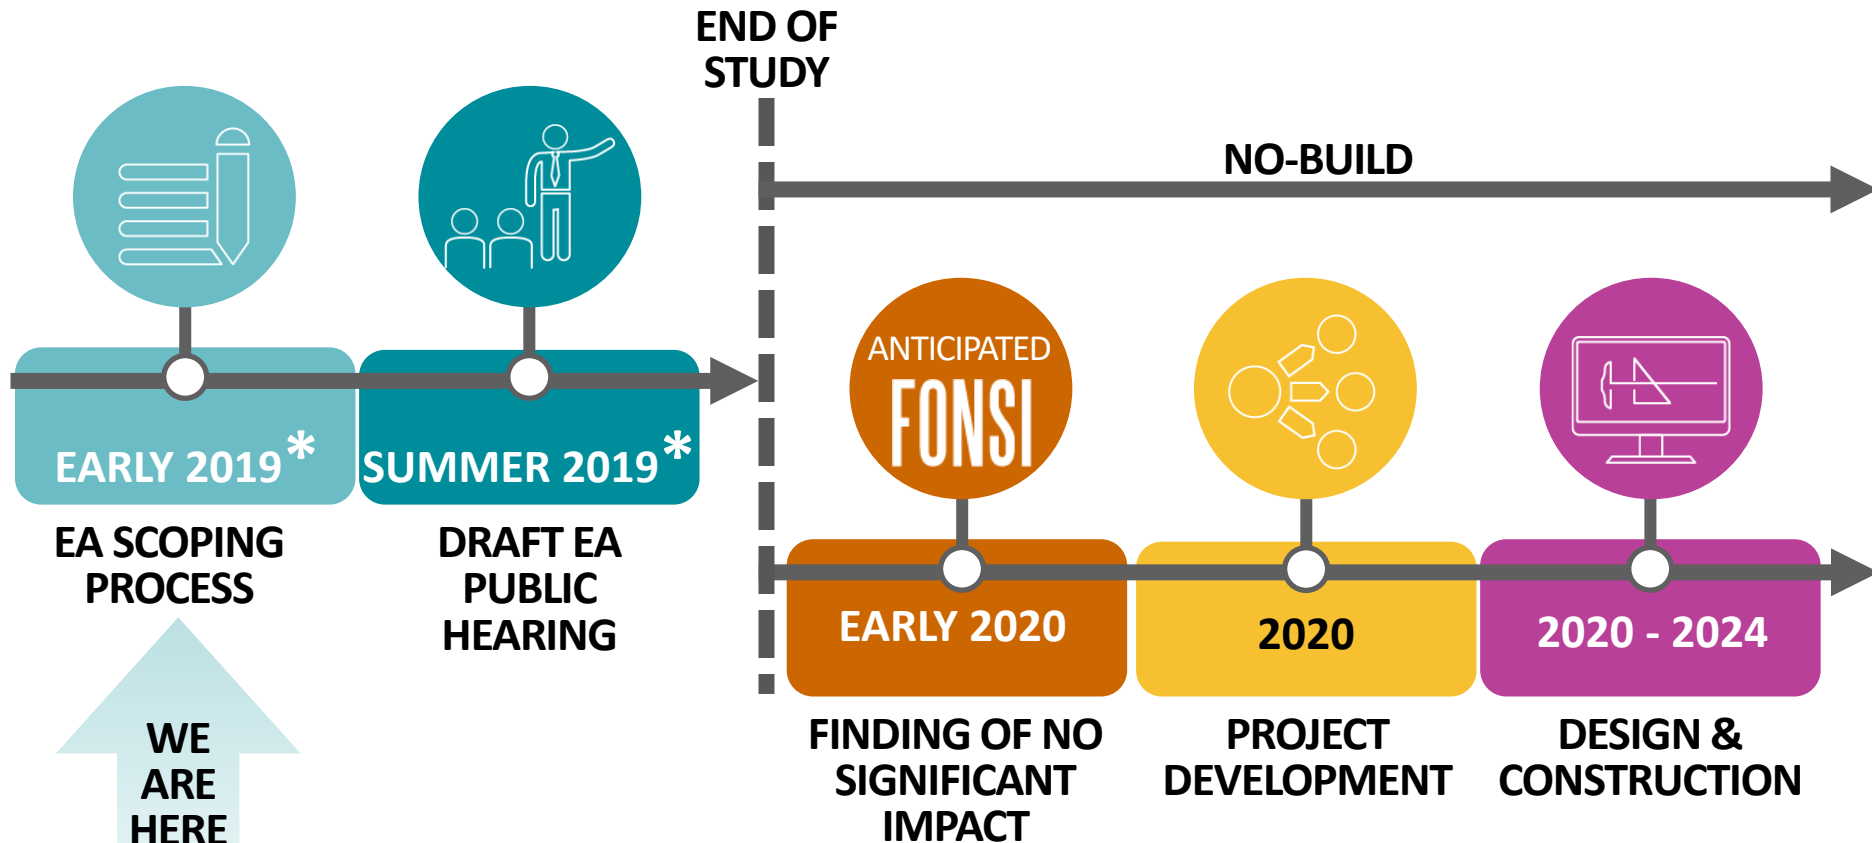 END OF
STUDY
NO-BUILD
EARLY 2019*
SUMMER 2019*
EA SCOPING
PROCESS
DRAFT EA
PUBLIC
HEARING
WE
ARE
HERE
ANTICIPATED
FONSI
EARLY 2020
2020
2020 - 2024
FINDING OF NO
SIGNIFICANT
IMPACT
PROJECT
DEVELOPMENT
DESIGN &
CONSTRUCTION